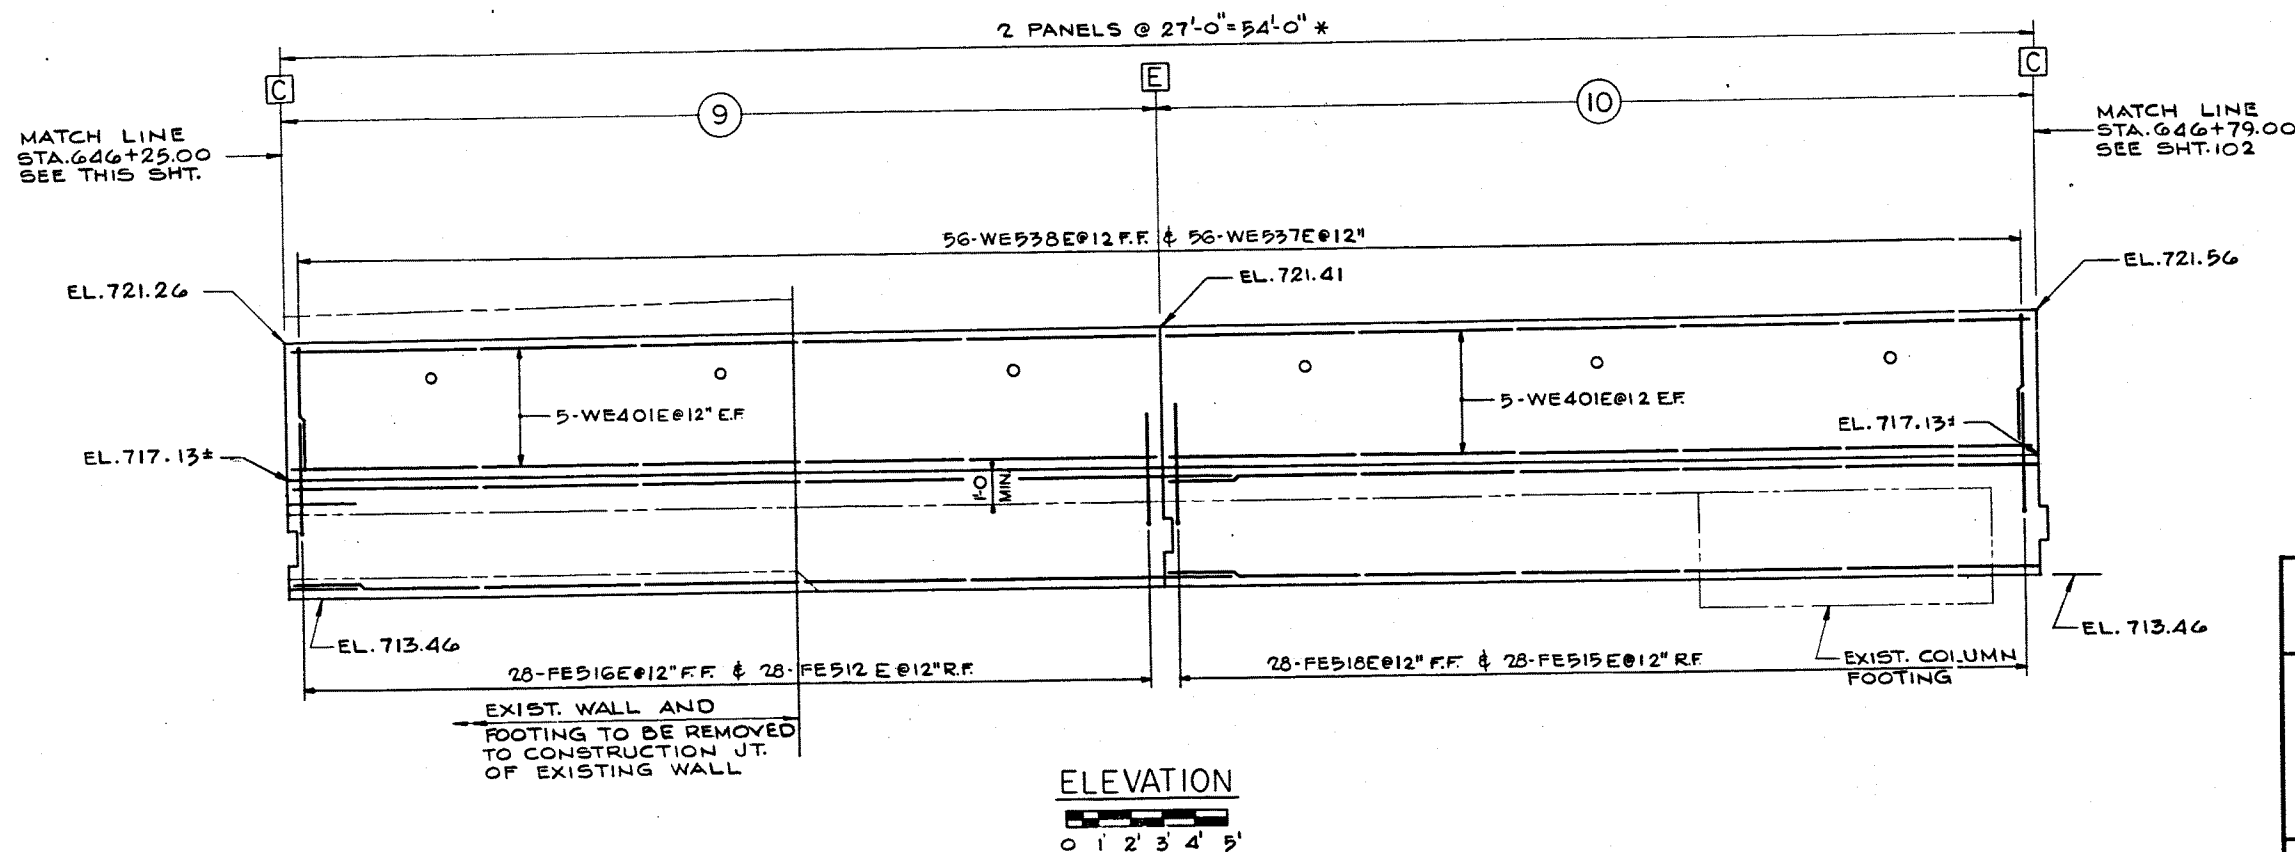 2 PANELS @ 27'-0"=54'-0" *
C
E
C
9
10
MATCH LINE
STA.646+25.00
SEE THIS SHT.
MATCH LINE
STA.646+79.00
SEE SHT.102
56-WE538E@12 F.F. & 56-WE537E@12"
EL.721.26
EL.721.41
EL.721.56
5-WE401E@12" E.F.
5-WE401E@12 E.F.
EL.717.13±
EL.717.13±
1'-0
MIN.
EL.713.46
EL.713.46
28-FE516E@12" F.F. & 28-FE512 E@12" R.F.
28-FE518E@12" F.F. & 28-FE515E@12" R.F.
EXIST. COLUMN
FOOTING
EXIST. WALL AND
FOOTING TO BE REMOVED
TO CONSTRUCTION JT.
OF EXISTING WALL
ELEVATION
0 1' 2' 3' 4' 5'